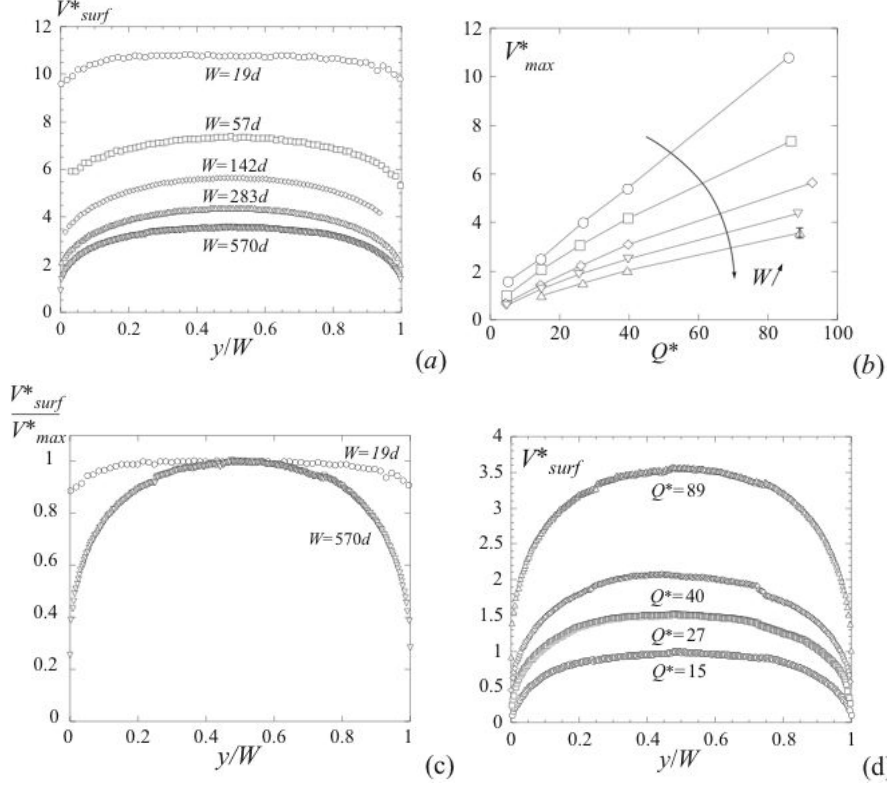 V*surf
12
10
8
6
4
2
0
W=19d
W=57d
W=142d
W=283d
W=570d
0 0.2 0.4 0.6 0.8 1
y/W
(a)
V*max
12
10
8
6
4
2
0
W
0 20 40 60 80 100
Q*
(b)
V*surf
V*max
1
0.8
0.6
0.4
0.2
0
W=19d
W=570d
0 0.2 0.4 0.6 0.8 1
y/W
(c)
V*surf
4
3.5
3
2.5
2
1.5
1
0.5
0
Q*=89
Q*=40
Q*=27
Q*=15
0 0.2 0.4 0.6 0.8 1
y/W
(d)